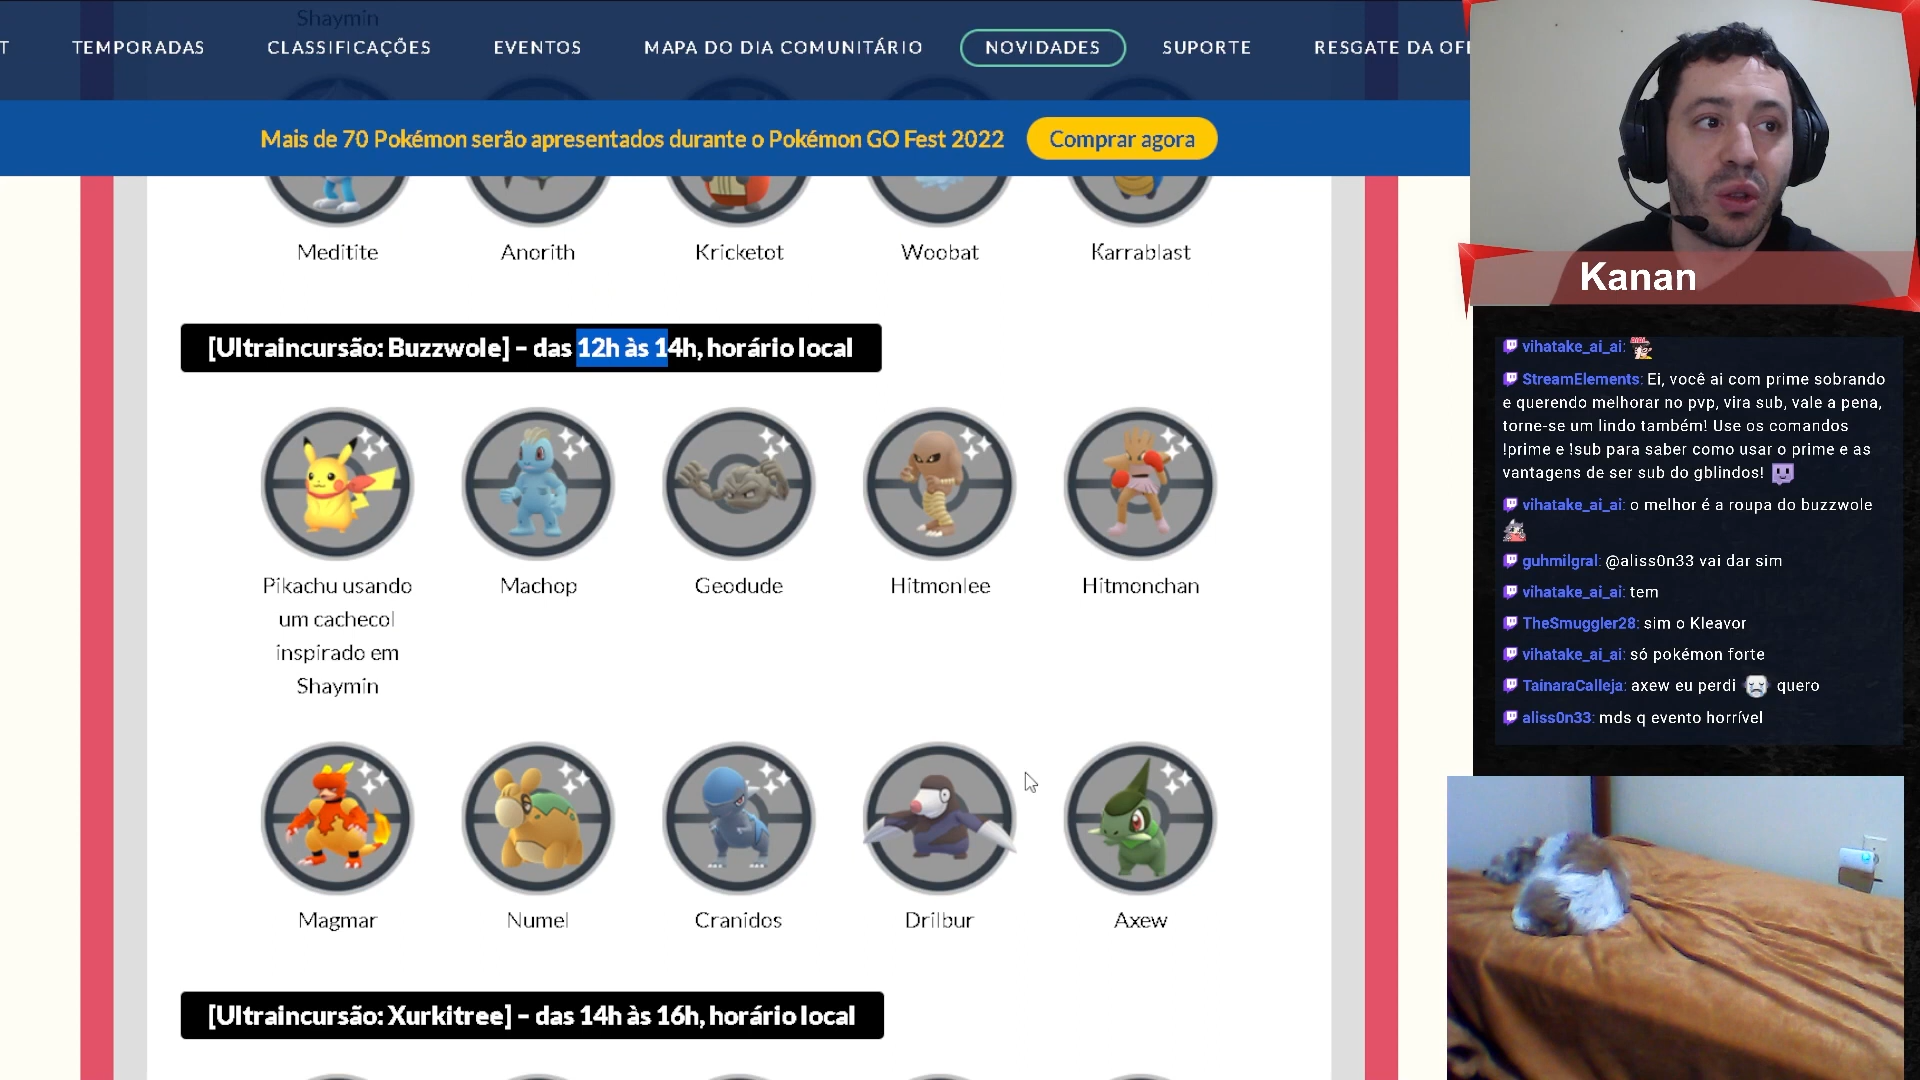 Shaymin
T TEMPORADAS CLASSIFICAÇÕES EVENTOS MAPA DO DIA COMUNITÁRIO NOVIDADES SUPORTE RESGATE DA OFE
Mais de 70 Pokémon serão apresentados durante o Pokémon GO Fest 2022 Comprar agora
Meditite Anorith Kricketot Woobat Karrablast
[Ultraincursão: Buzzwole] – das 12h às 14h, horário local
Pikachu usando
um cachecol
inspirado em
Shaymin
Machop Geodude Hitmonlee Hitmonchan
Magmar Numel Cranidos Drilbur Axew
[Ultraincursão: Xurkitree] – das 14h às 16h, horário local
Kanan
vihatake_ai_ai:
StreamElements: Ei, você ai com prime sobrando
e querendo melhorar no pvp, vira sub, vale a pena,
torne-se um lindo também! Use os comandos
!prime e !sub para saber como usar o prime e as
vantagens de ser sub do gblindos!
vihatake_ai_ai: o melhor é a roupa do buzzwole
guhmilgral: @aliss0n33 vai dar sim
vihatake_ai_ai: tem
TheSmuggler28: sim o Kleavor
vihatake_ai_ai: só pokémon forte
TainaraCalleja: axew eu perdi quero
aliss0n33: mds q evento horrível